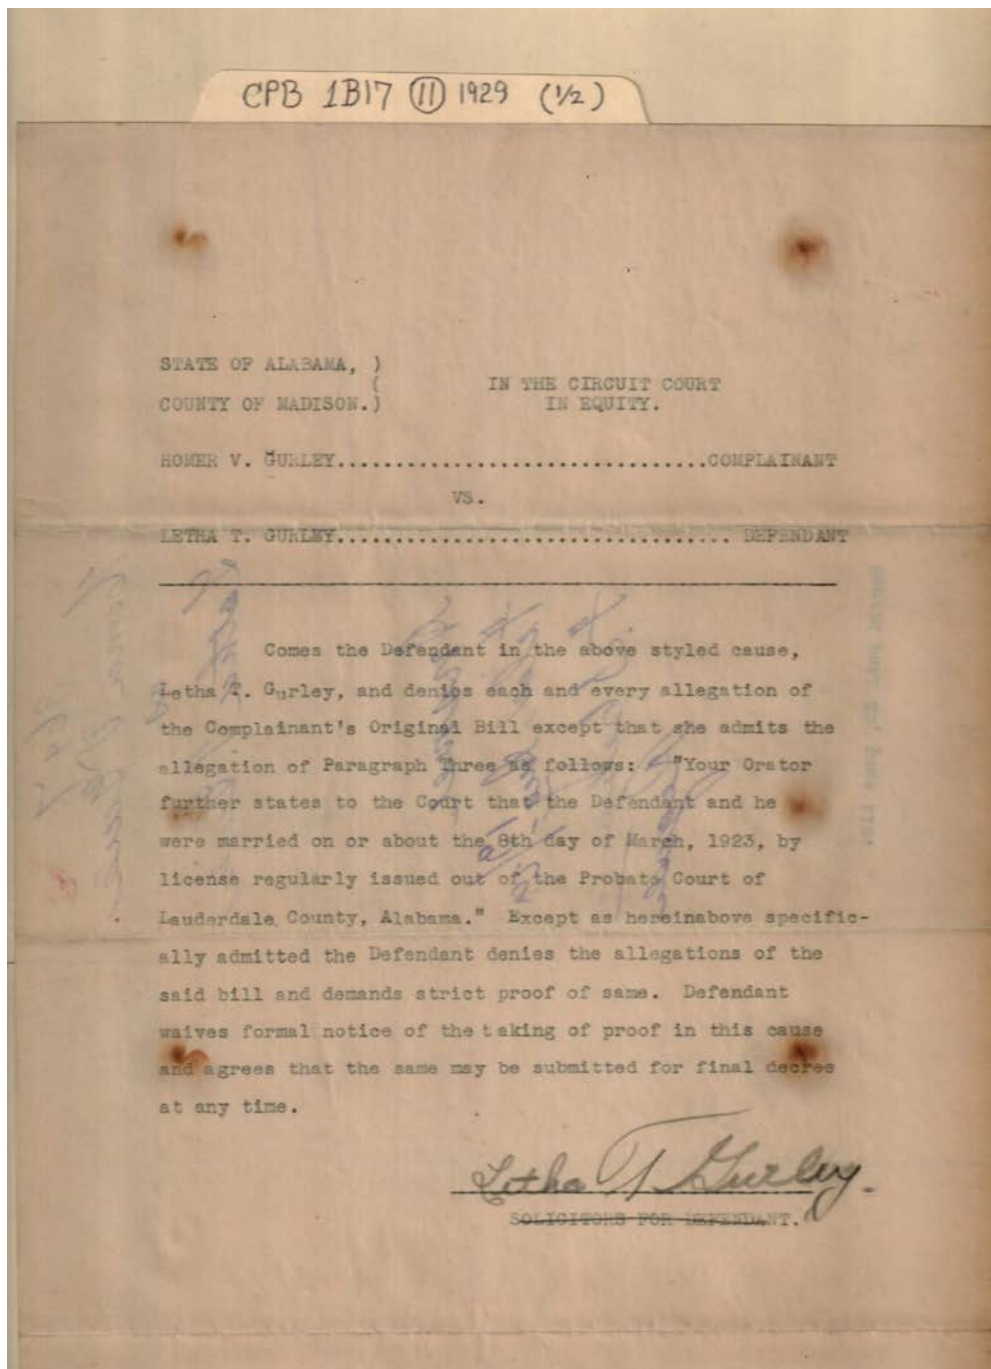 CPB 1B17 (11) 1929 (1/2)
STATE OF ALABAMA, )
(
COUNTY OF MADISON.)
IN THE CIRCUIT COURT
IN EQUITY.
HOMER V. GURLEY................................COMPLAINANT
VS.
LETHA T. GURLEY.................................. DEFENDANT
Comes the Defendant in the above styled cause,
Letha T. Gurley, and denies each and every allegation of
the Complainant's Original Bill except that she admits the
allegation of Paragraph Three as follows: "Your Orator
further states to the Court that the Defendant and he
were married on or about the 8th day of March, 1923, by
license regularly issued out of the Probate Court of
Lauderdale County, Alabama." Except as hereinabove specific-
ally admitted the Defendant denies the allegations of the
said bill and demands strict proof of same. Defendant
waives formal notice of the taking of proof in this cause
and agrees that the same may be submitted for final decree
at any time.
Letha T Gurley.
SOLICITORS FOR DEFENDANT.